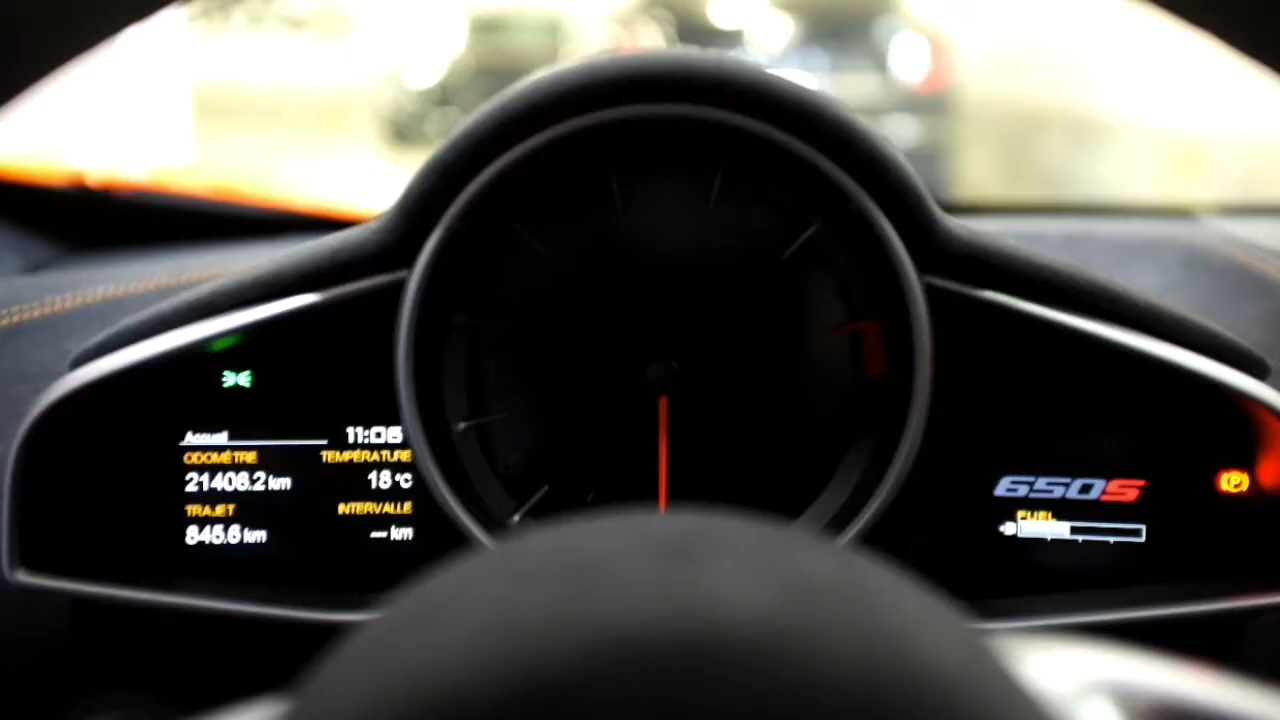 Accueil 11:06
ODOMÈTRE TEMPÉRATURE
21408.2 km 18 °C
TRAJET INTERVALLE
845.6 km -- km
650S
(P)
FUEL